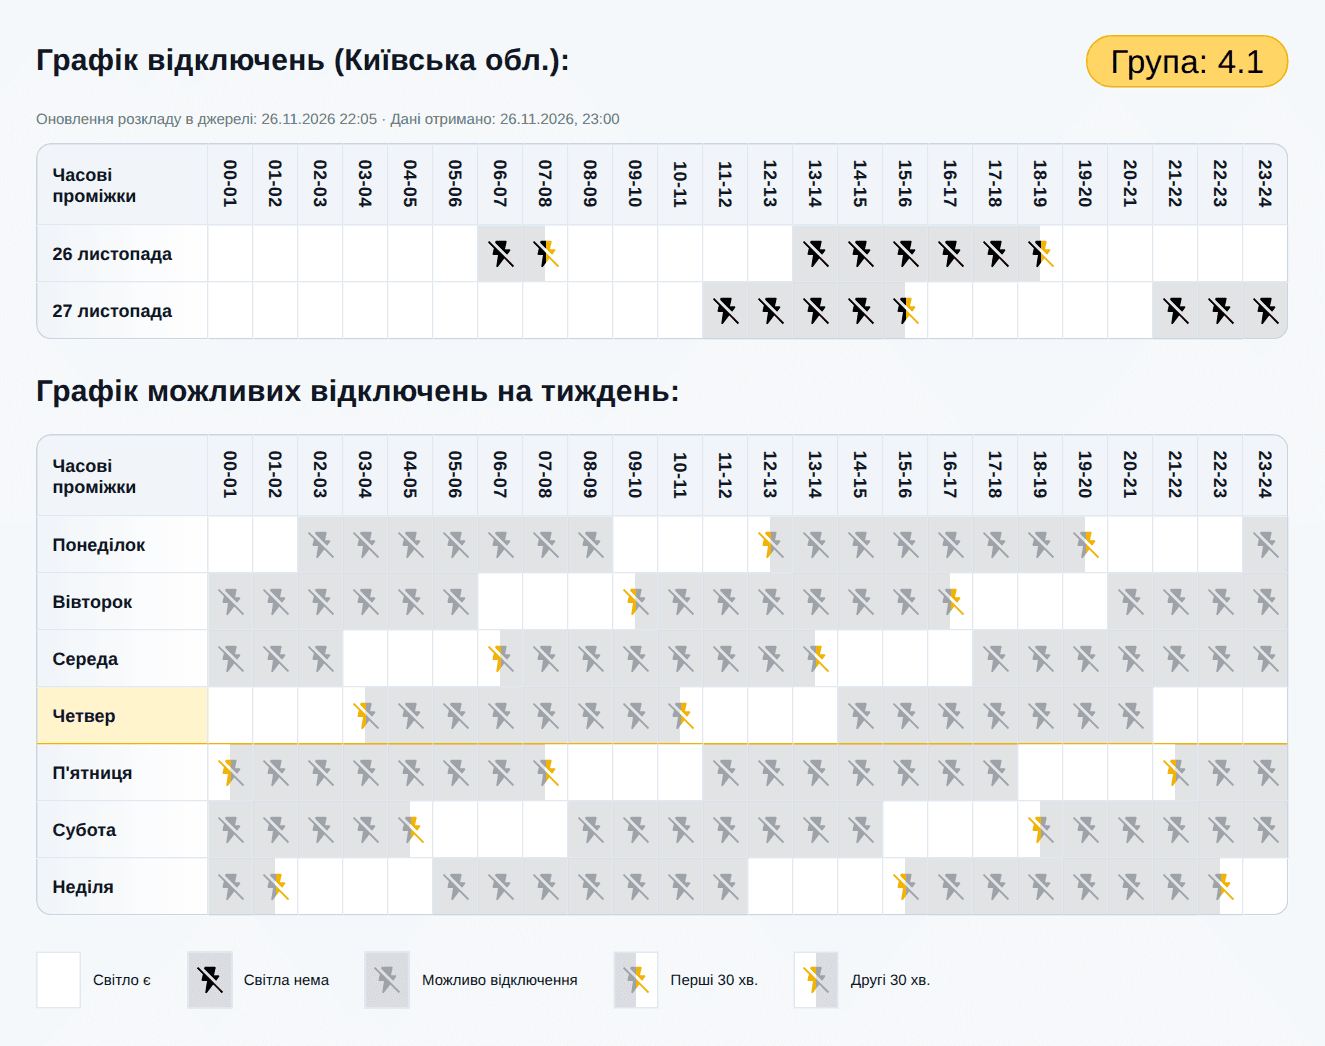 Графік відключень (Київська обл.):
Група: 4.1
Оновлення розкладу в джерелі: 26.11.2026 22:05 · Дані отримано: 26.11.2026, 23:00
Часові проміжки 00-01 01-02 02-03 03-04 04-05 05-06 06-07 07-08 08-09 09-10 10-11 11-12 12-13 13-14 14-15 15-16 16-17 17-18 18-19 19-20 20-21 21-22 22-23 23-24
26 листопада
27 листопада
Графік можливих відключень на тиждень:
Часові проміжки 00-01 01-02 02-03 03-04 04-05 05-06 06-07 07-08 08-09 09-10 10-11 11-12 12-13 13-14 14-15 15-16 16-17 17-18 18-19 19-20 20-21 21-22 22-23 23-24
Понеділок
Вівторок
Середа
Четвер
П'ятниця
Субота
Неділя
Світло є Світла нема Можливо відключення Перші 30 хв. Другі 30 хв.